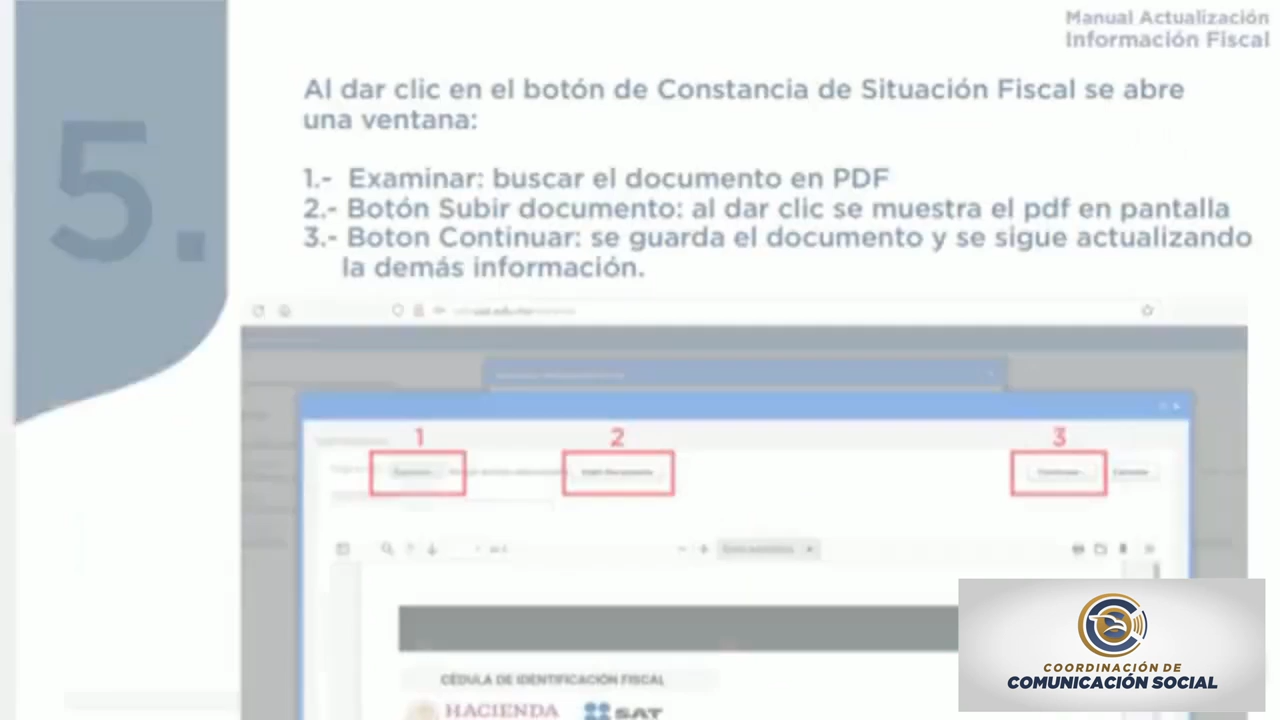 Manual Actualización
Información Fiscal
5.
Al dar clic en el botón de Constancia de Situación Fiscal se abre
una ventana:
1.- Examinar: buscar el documento en PDF
2.- Botón Subir documento: al dar clic se muestra el pdf en pantalla
3.- Boton Continuar: se guarda el documento y se sigue actualizando
la demás información.
1 2 3
CÉDULA DE IDENTIFICACIÓN FISCAL
HACIENDA SAT
COORDINACIÓN DE
COMUNICACIÓN SOCIAL